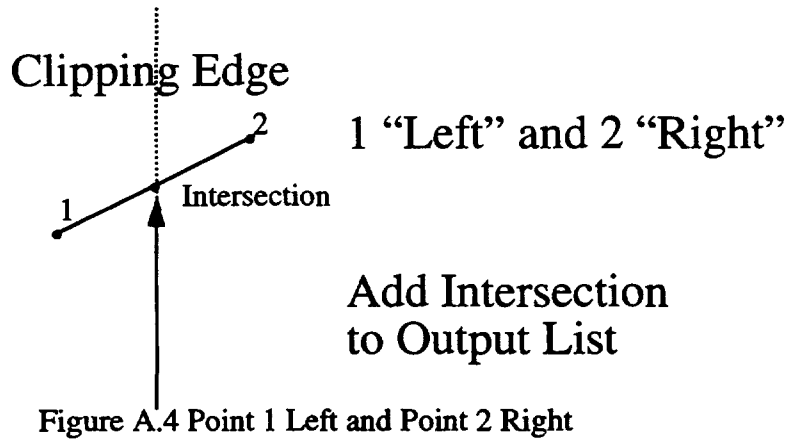 Clipping Edge
2
1 “Left” and 2 “Right”
1
Intersection
Add Intersection
to Output List
Figure A.4 Point 1 Left and Point 2 Right